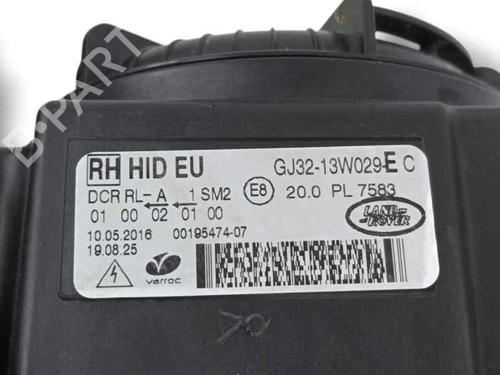 B-PARTS
RH HID EU GJ32-13W029-E C
DCR RL-A 1 SM2 E8 20.0 PL 7583
01 00 02 01 00
LAND ROVER
10.05.2016 00195474-07
19.08.25
varroc